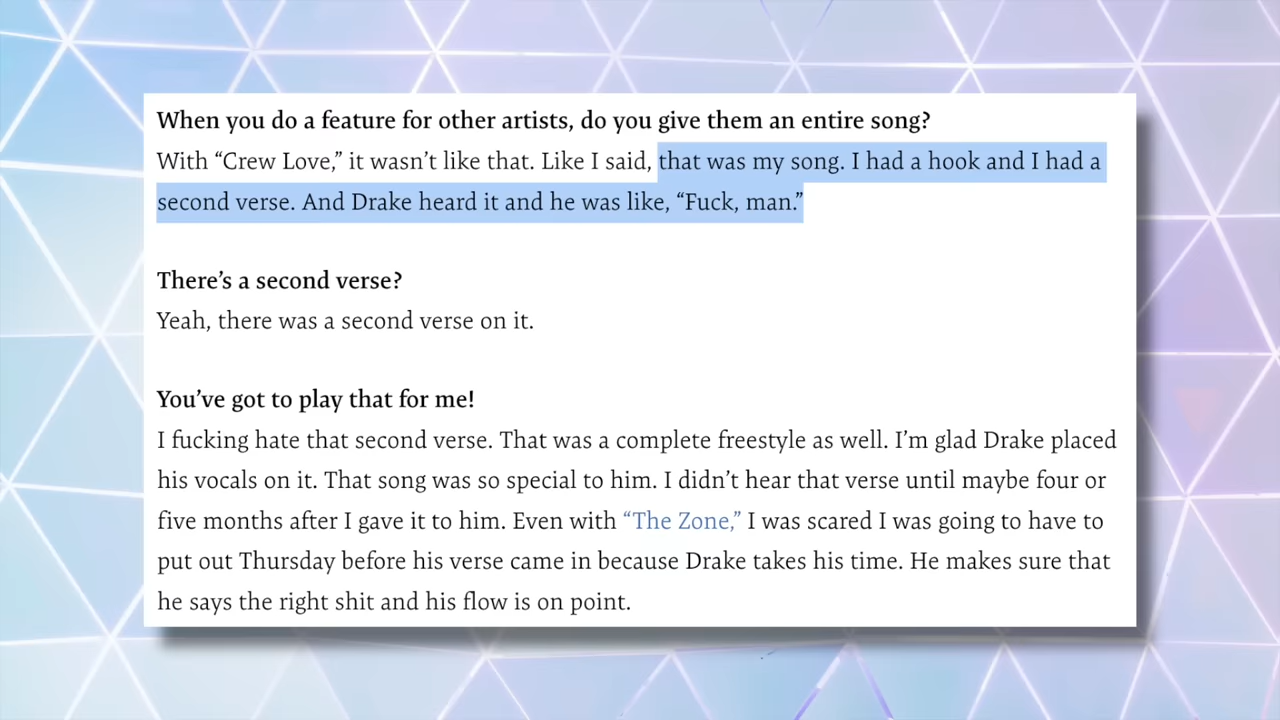 When you do a feature for other artists, do you give them an entire song?
With “Crew Love,” it wasn’t like that. Like I said, that was my song. I had a hook and I had a
second verse. And Drake heard it and he was like, “Fuck, man.”
There’s a second verse?
Yeah, there was a second verse on it.
You’ve got to play that for me!
I fucking hate that second verse. That was a complete freestyle as well. I’m glad Drake placed
his vocals on it. That song was so special to him. I didn’t hear that verse until maybe four or
five months after I gave it to him. Even with “The Zone,” I was scared I was going to have to
put out Thursday before his verse came in because Drake takes his time. He makes sure that
he says the right shit and his flow is on point.